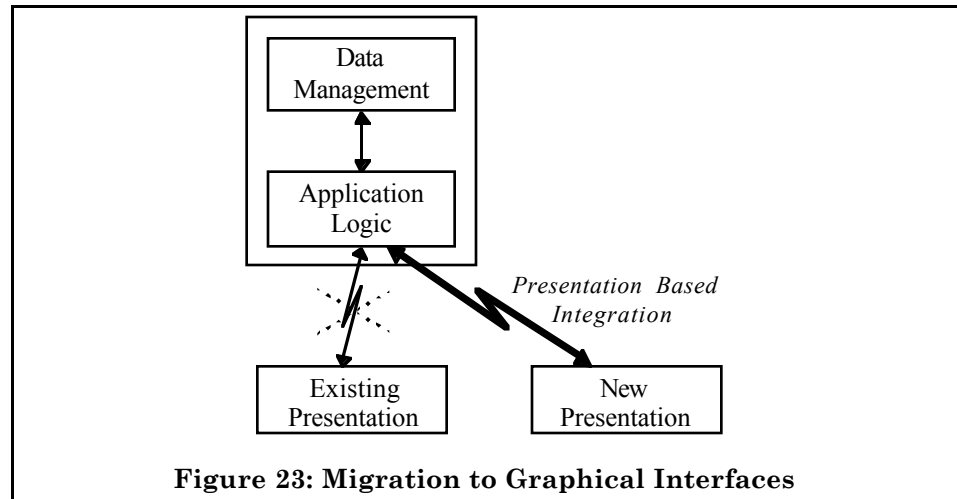 Data
Management
Application
Logic
Presentation Based
Integration
Existing
Presentation
New
Presentation
Figure 23: Migration to Graphical Interfaces